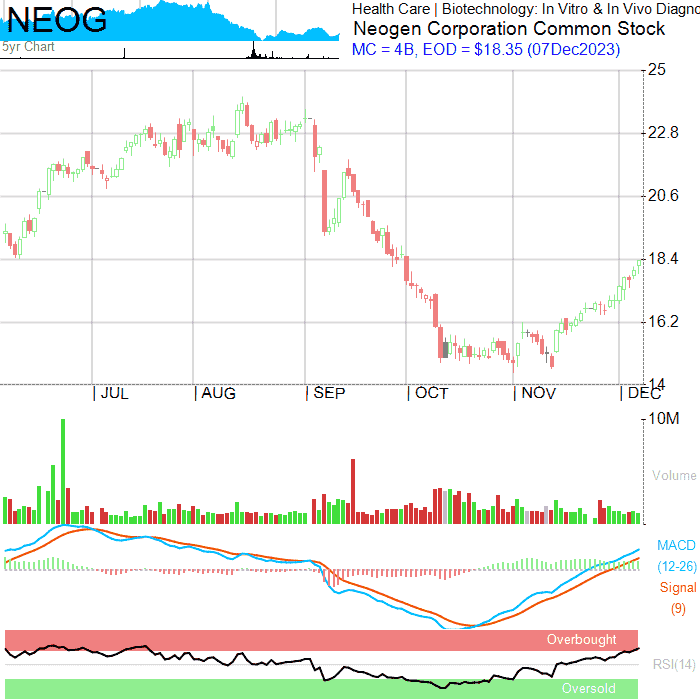 NEOG
5yr Chart
Health Care | Biotechnology: In Vitro & In Vivo Diagno
Neogen Corporation Common Stock
MC = 4B, EOD = $18.35 (07Dec2023)
25
22.8
20.6
18.4
16.2
14
| JUL | AUG | SEP | OCT | NOV | DEC
10M
Volume
MACD
(12-26)
Signal
(9)
Overbought
RSI(14)
Oversold